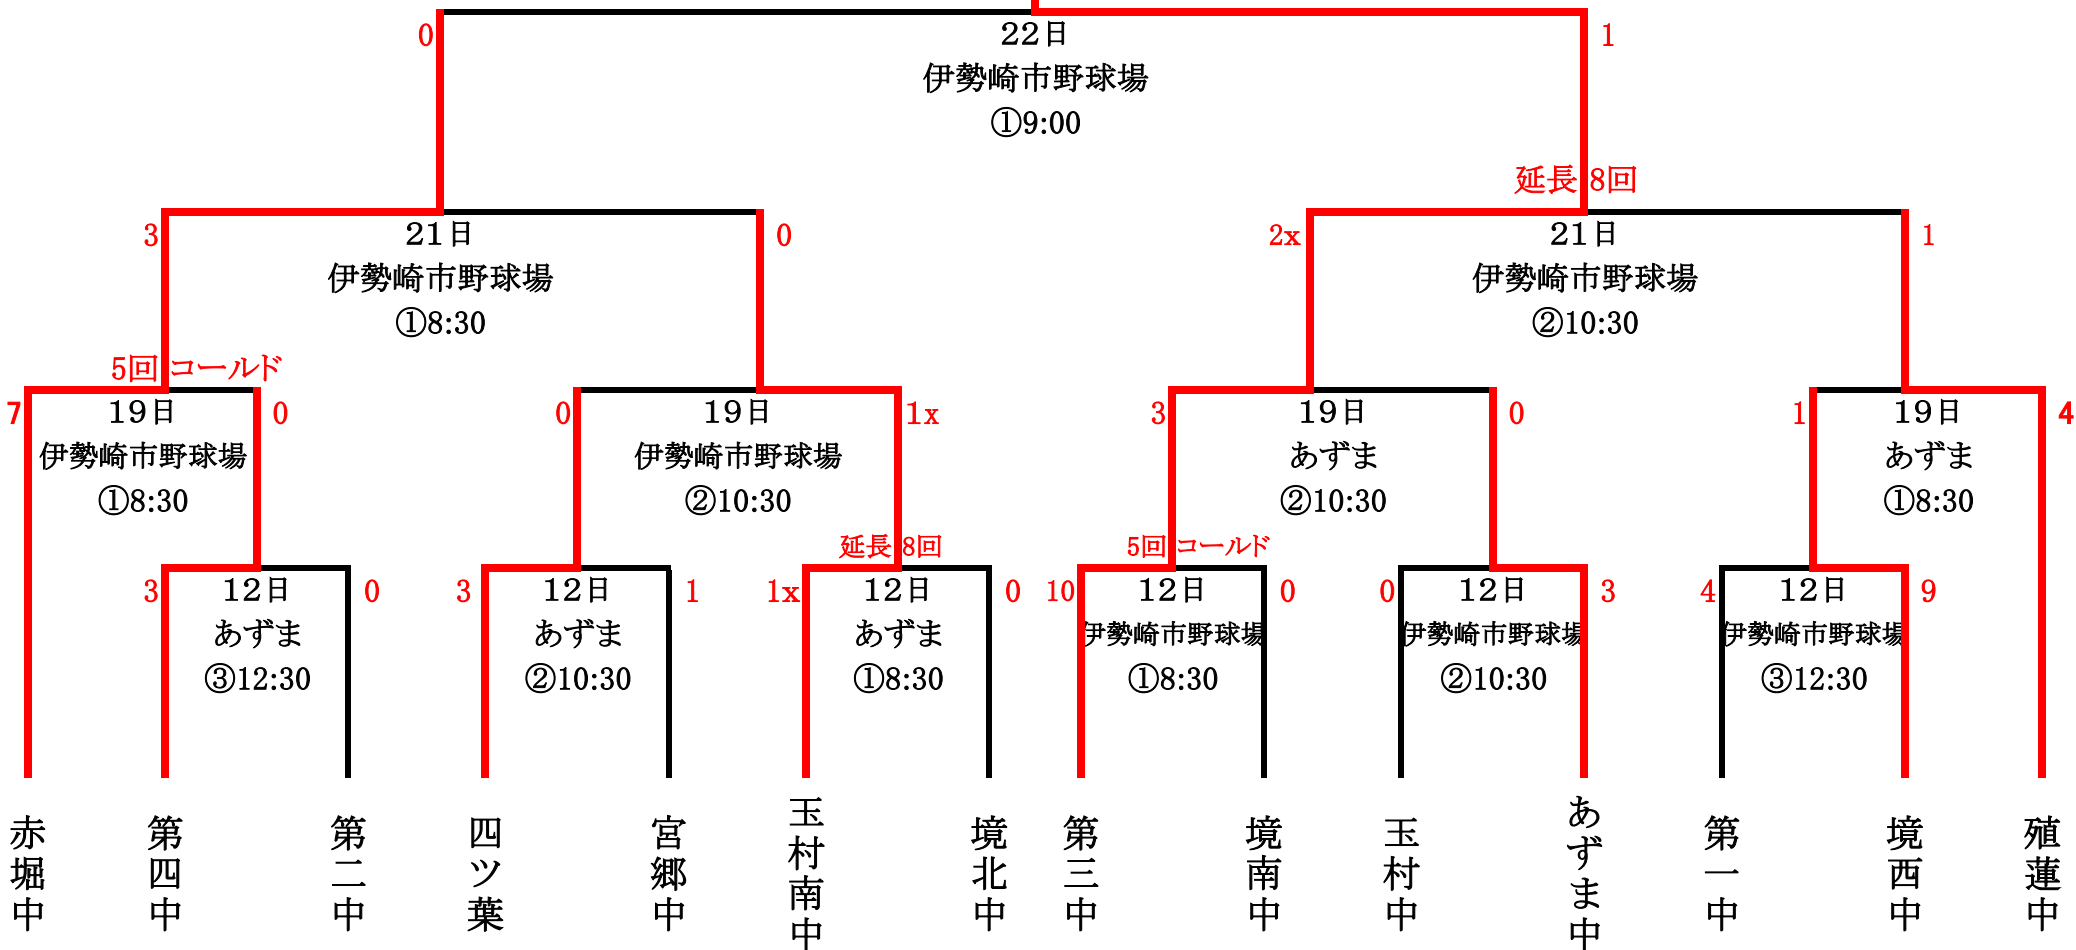 0
22日
1
伊勢崎市野球場
①9:00
延長 8回
3
21日
0
2x
21日
1
伊勢崎市野球場
伊勢崎市野球場
①8:30
②10:30
5回 コールド
7
19日
0
0
19日
1x
3
19日
0
1
19日
4
伊勢崎市野球場
伊勢崎市野球場
あずま
あずま
①8:30
②10:30
②10:30
①8:30
延長 8回
5回 コールド
3
12日
0
3
12日
1
1x
12日
0
10
12日
0
0
12日
3
4
12日
9
あずま
あずま
あずま
伊勢崎市野球場
伊勢崎市野球場
伊勢崎市野球場
③12:30
②10:30
①8:30
①8:30
②10:30
③12:30
赤堀中
第四中
第二中
四ツ葉
宮郷中
玉村南中
境北中
第三中
境南中
玉村中
あずま中
第一中
境西中
殖蓮中